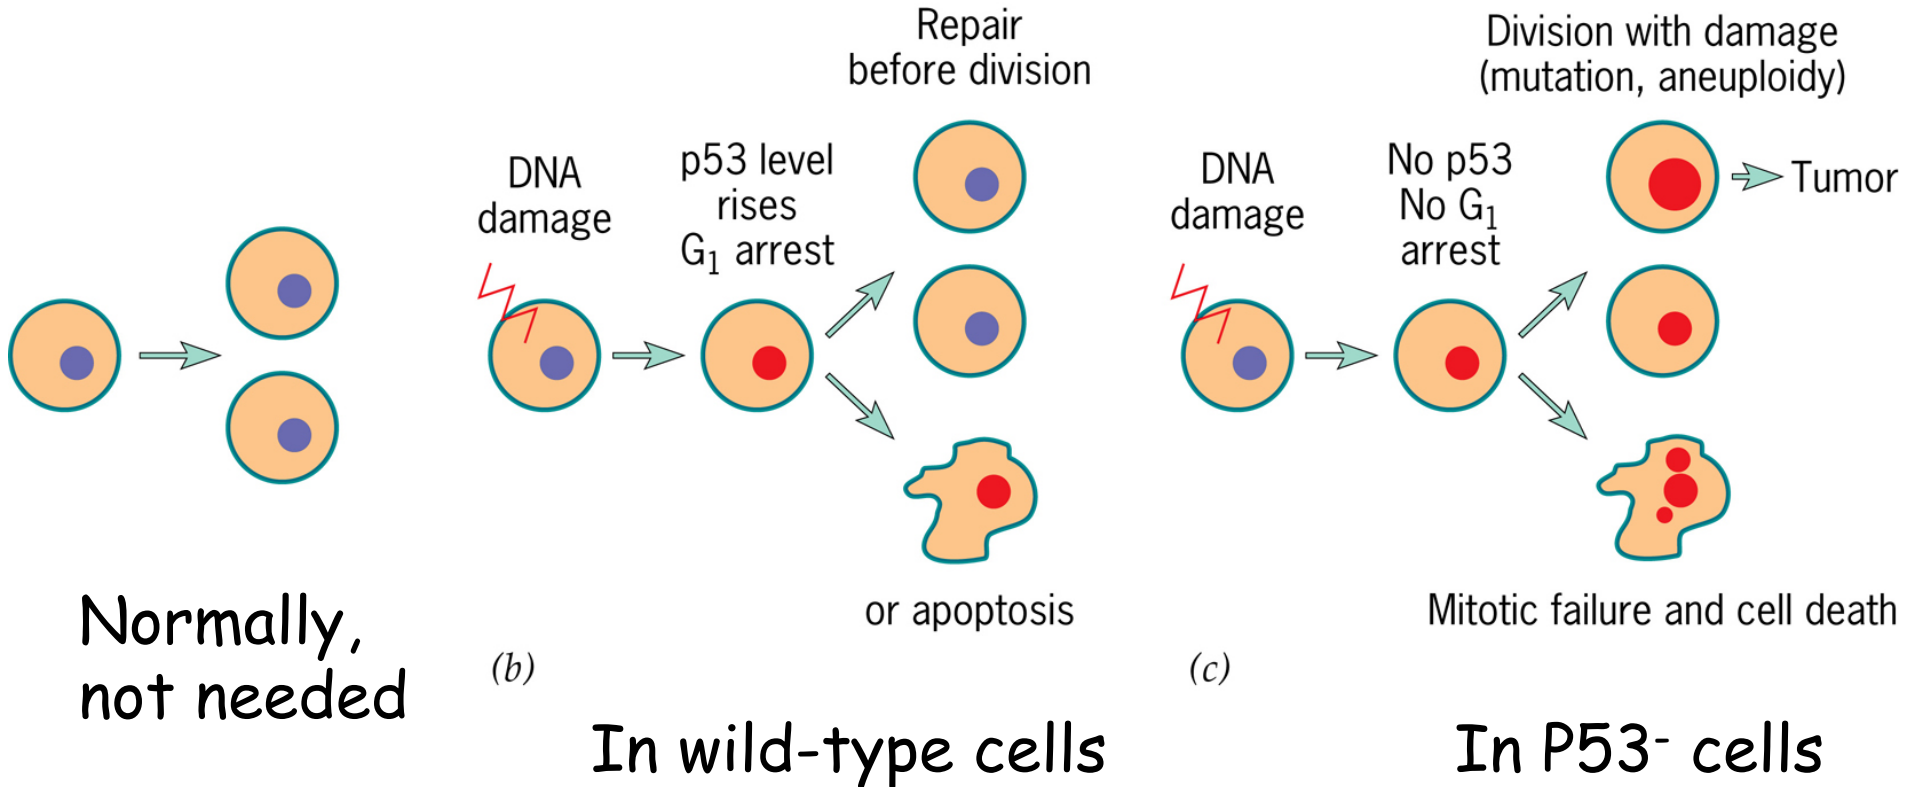 Normally,
not needed
DNA
damage
p53 level
rises
G₁ arrest
Repair
before division
or apoptosis
(b)
In wild-type cells
DNA
damage
No p53
No G₁
arrest
Division with damage
(mutation, aneuploidy)
Tumor
Mitotic failure and cell death
(c)
In P53⁻ cells